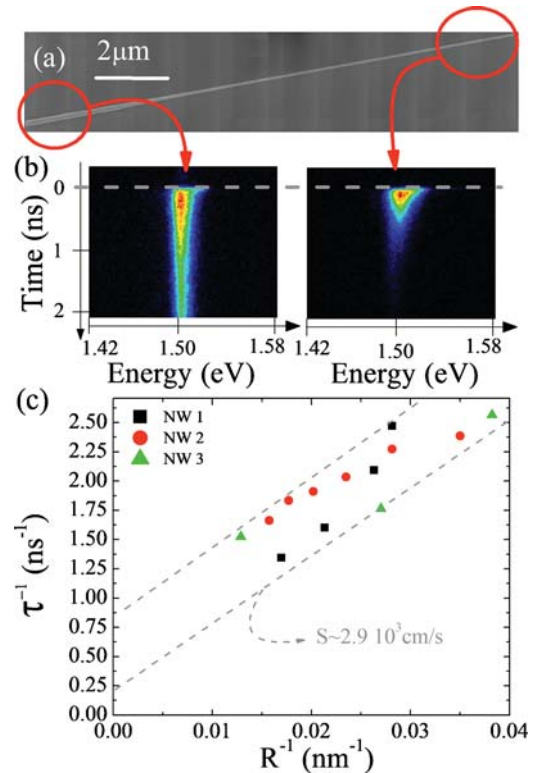 (a)
2μm
(b)
0
1
2
Time (ns)
1.42 1.50 1.58
Energy (eV)
1.42 1.50 1.58
Energy (eV)
(c)
NW 1
NW 2
NW 3
2.50
2.25
2.00
1.75
1.50
1.25
1.00
0.75
0.50
0.25
0.00
τ⁻¹ (ns⁻¹)
S~2.9 10³cm/s
0.00 0.01 0.02 0.03 0.04
R⁻¹ (nm⁻¹)